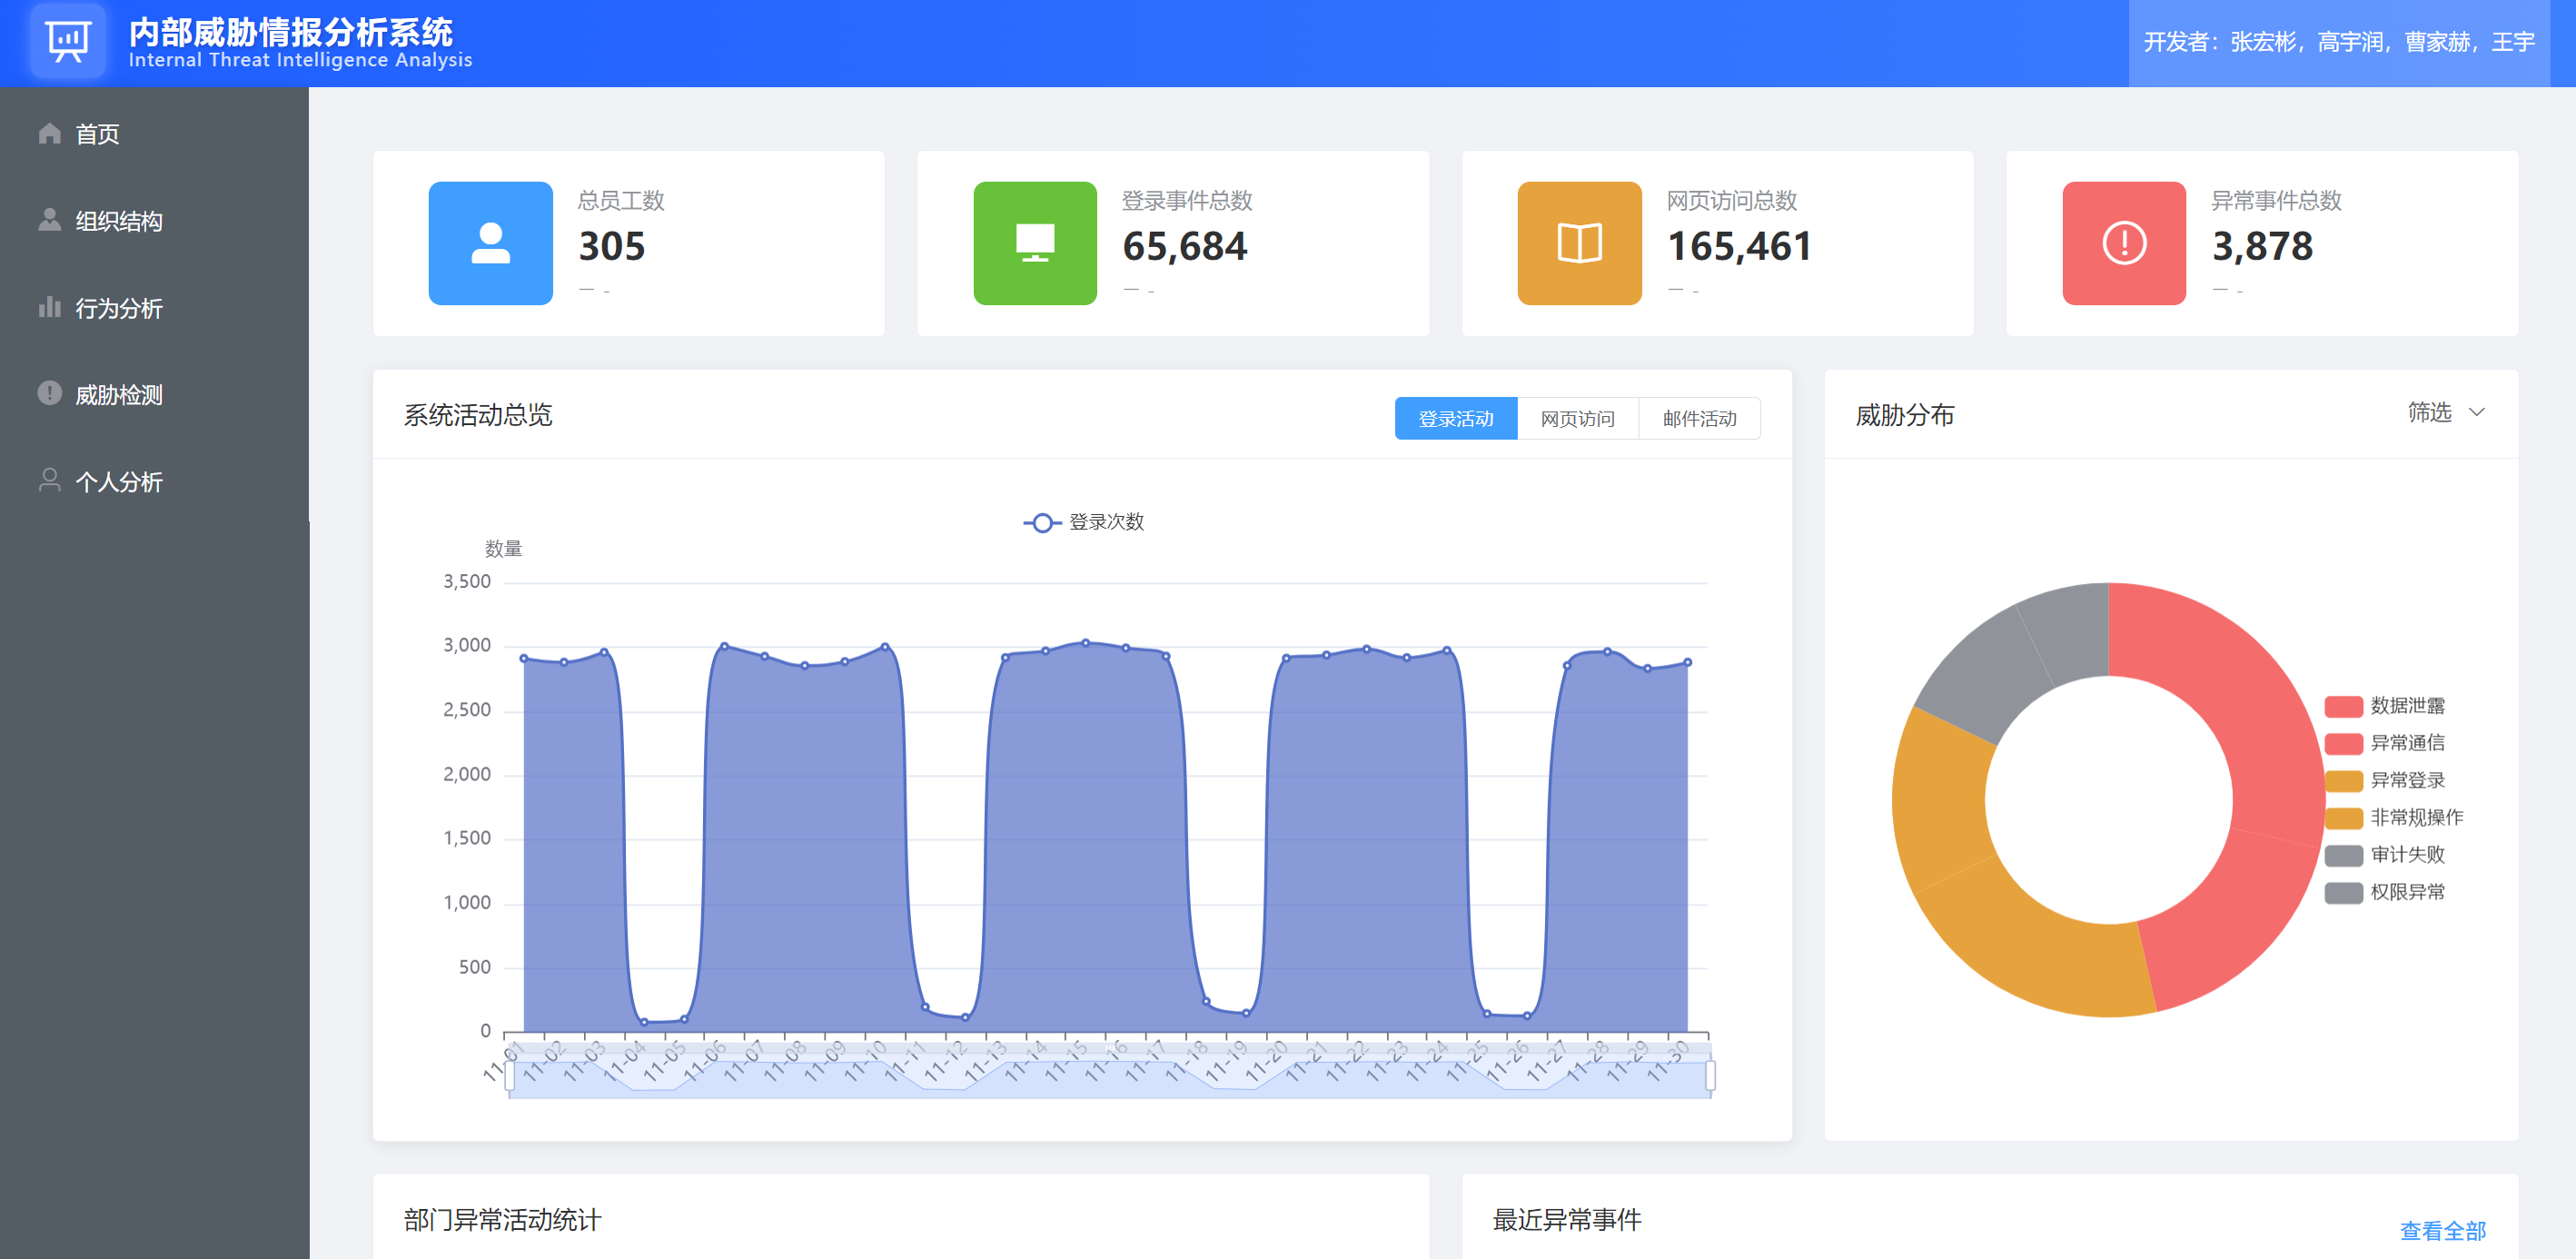 内部威胁情报分析系统
Internal Threat Intelligence Analysis
开发者：张宏彬，高宇润，曹家赫，王宇
首页
组织结构
行为分析
威胁检测
个人分析
总员工数
305
— -
登录事件总数
65,684
— -
网页访问总数
165,461
— -
异常事件总数
3,878
— -
系统活动总览
登录活动
网页访问
邮件活动
登录次数
数量
3,500
3,000
2,500
2,000
1,500
1,000
500
0
11-01 11-02 11-03 11-04 11-05 11-06 11-07 11-08 11-09 11-10 11-11 11-12 11-13 11-14 11-15 11-16 11-17 11-18 11-19 11-20 11-21 11-22 11-23 11-24 11-25 11-26 11-27 11-28 11-29 11-30
威胁分布
筛选
数据泄露
异常通信
异常登录
非常规操作
审计失败
权限异常
部门异常活动统计
最近异常事件
查看全部